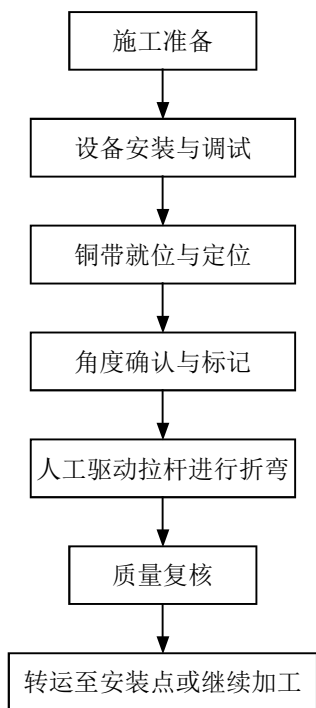 施工准备
设备安装与调试
铜带就位与定位
角度确认与标记
人工驱动拉杆进行折弯
质量复核
转运至安装点或继续加工